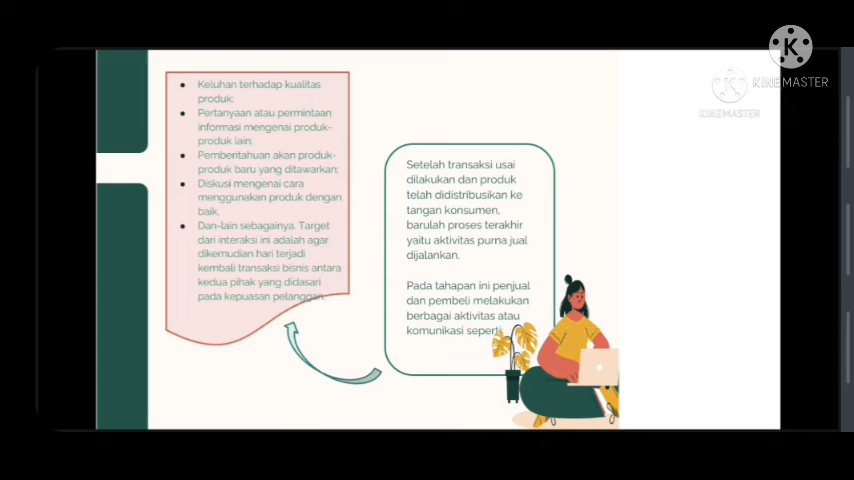 KINEMASTER
KINEMASTER
• Keluhan terhadap kualitas
produk;
• Pertanyaan atau permintaan
informasi mengenai produk-
produk lain;
• Pemberitahuan akan produk-
produk baru yang ditawarkan;
• Diskusi mengenai cara
menggunakan produk dengan
baik,
• Dan-lain sebagainya. Target
dari interaksi ini adalah agar
dikemudian hari terjadi
kembali transaksi bisnis antara
kedua pihak yang didasari
pada kepuasan pelanggan.
Setelah transaksi usai
dilakukan dan produk
telah didistribusikan ke
tangan konsumen,
barulah proses terakhir
yaitu aktivitas purna jual
dijalankan.
Pada tahapan ini penjual
dan pembeli melakukan
berbagai aktivitas atau
komunikasi seperti: